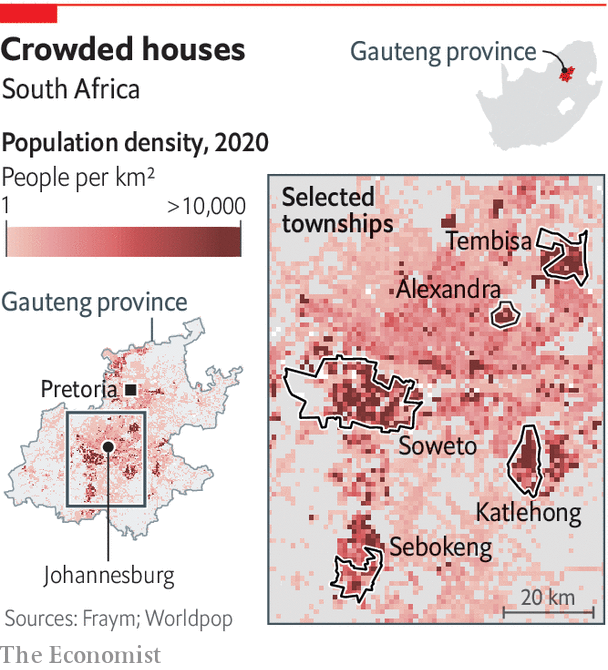 Crowded houses
South Africa
Gauteng province
Population density, 2020
People per km²
1 >10,000
Selected
townships
Tembisa
Alexandra
Soweto
Katlehong
Sebokeng
20 km
Gauteng province
Pretoria
Johannesburg
Sources: Fraym; Worldpop
The Economist